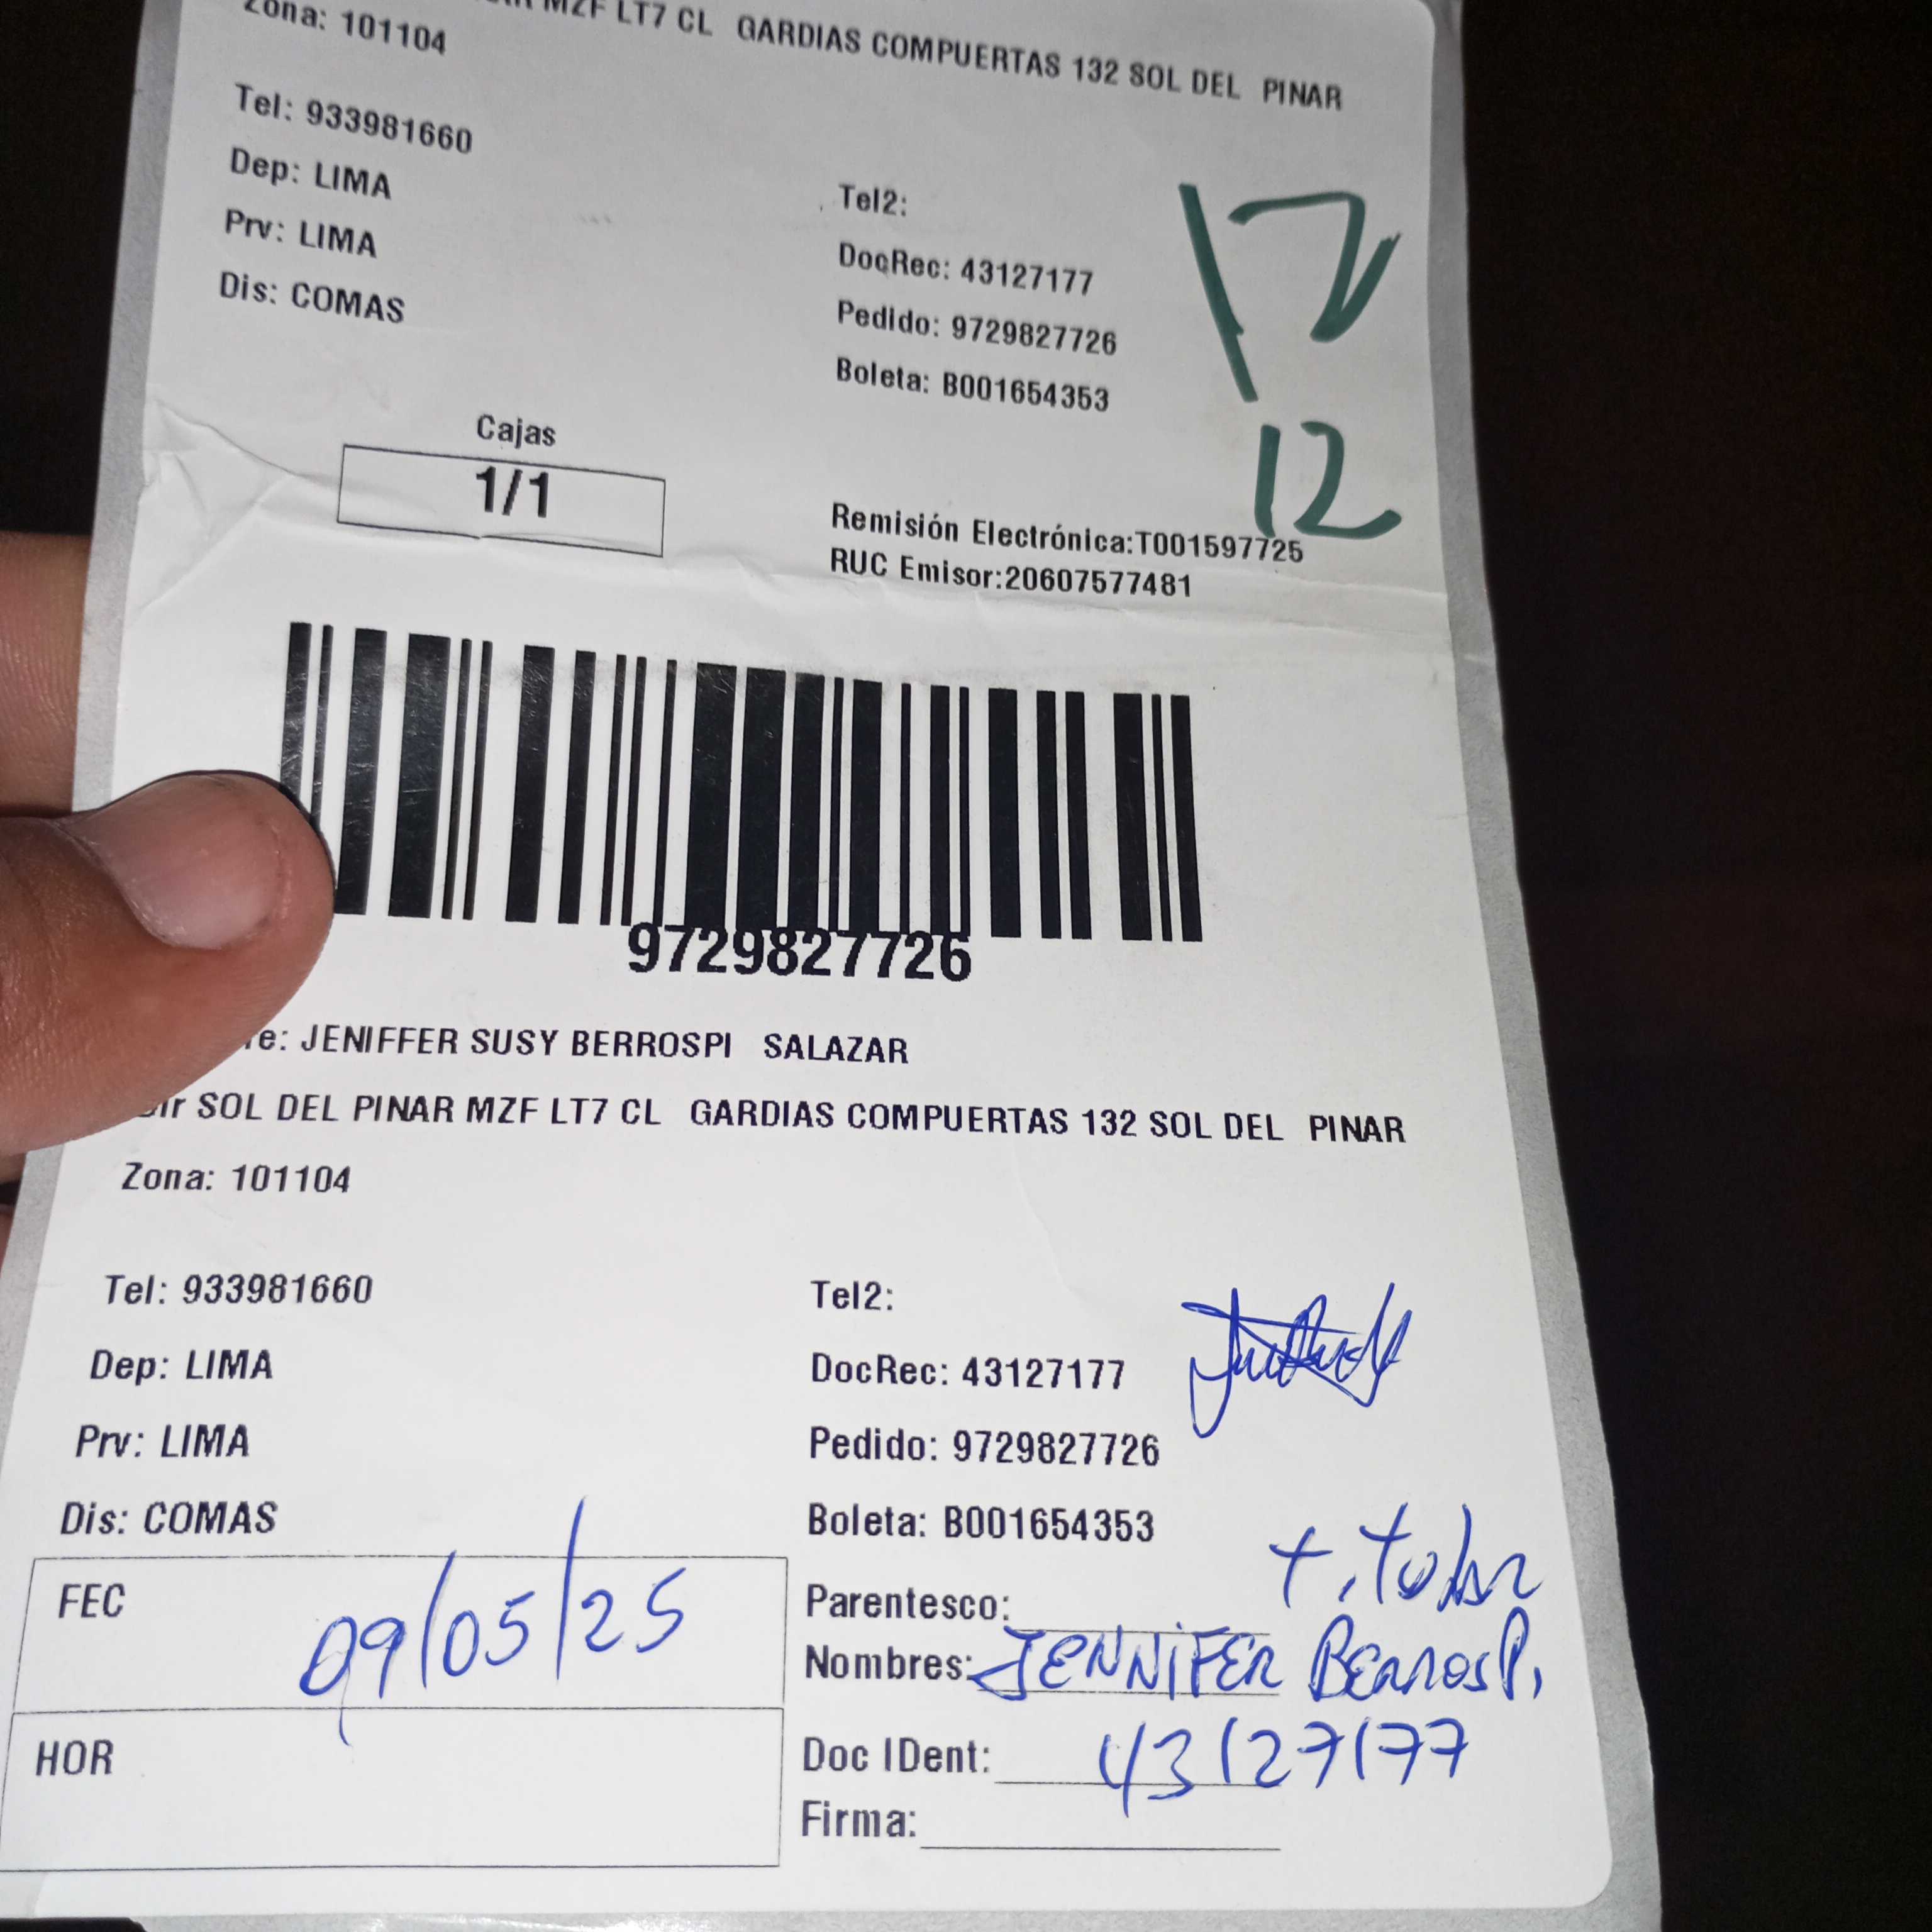 MZF LT7 CL GARDIAS COMPUERTAS 132 SOL DEL PINAR
Zona: 101104
Tel: 933981660
Dep: LIMA
Prv: LIMA
Dis: COMAS
Tel2:
DocRec: 43127177
Pedido: 9729827726
Boleta: B001654353
17
12
Cajas
1/1
Remisión Electrónica:T001597725
RUC Emisor:20607577481
9729827726
re: JENIFFER SUSY BERROSPI SALAZAR
Dir SOL DEL PINAR MZF LT7 CL GARDIAS COMPUERTAS 132 SOL DEL PINAR
Zona: 101104
Tel: 933981660
Dep: LIMA
Prv: LIMA
Dis: COMAS
Tel2:
DocRec: 43127177
Pedido: 9729827726
Boleta: B001654353
FEC 09/05/25
HOR
Parentesco: titular
Nombres: JENNiFER BerrosPi
Doc IDent: 43127177
Firma: